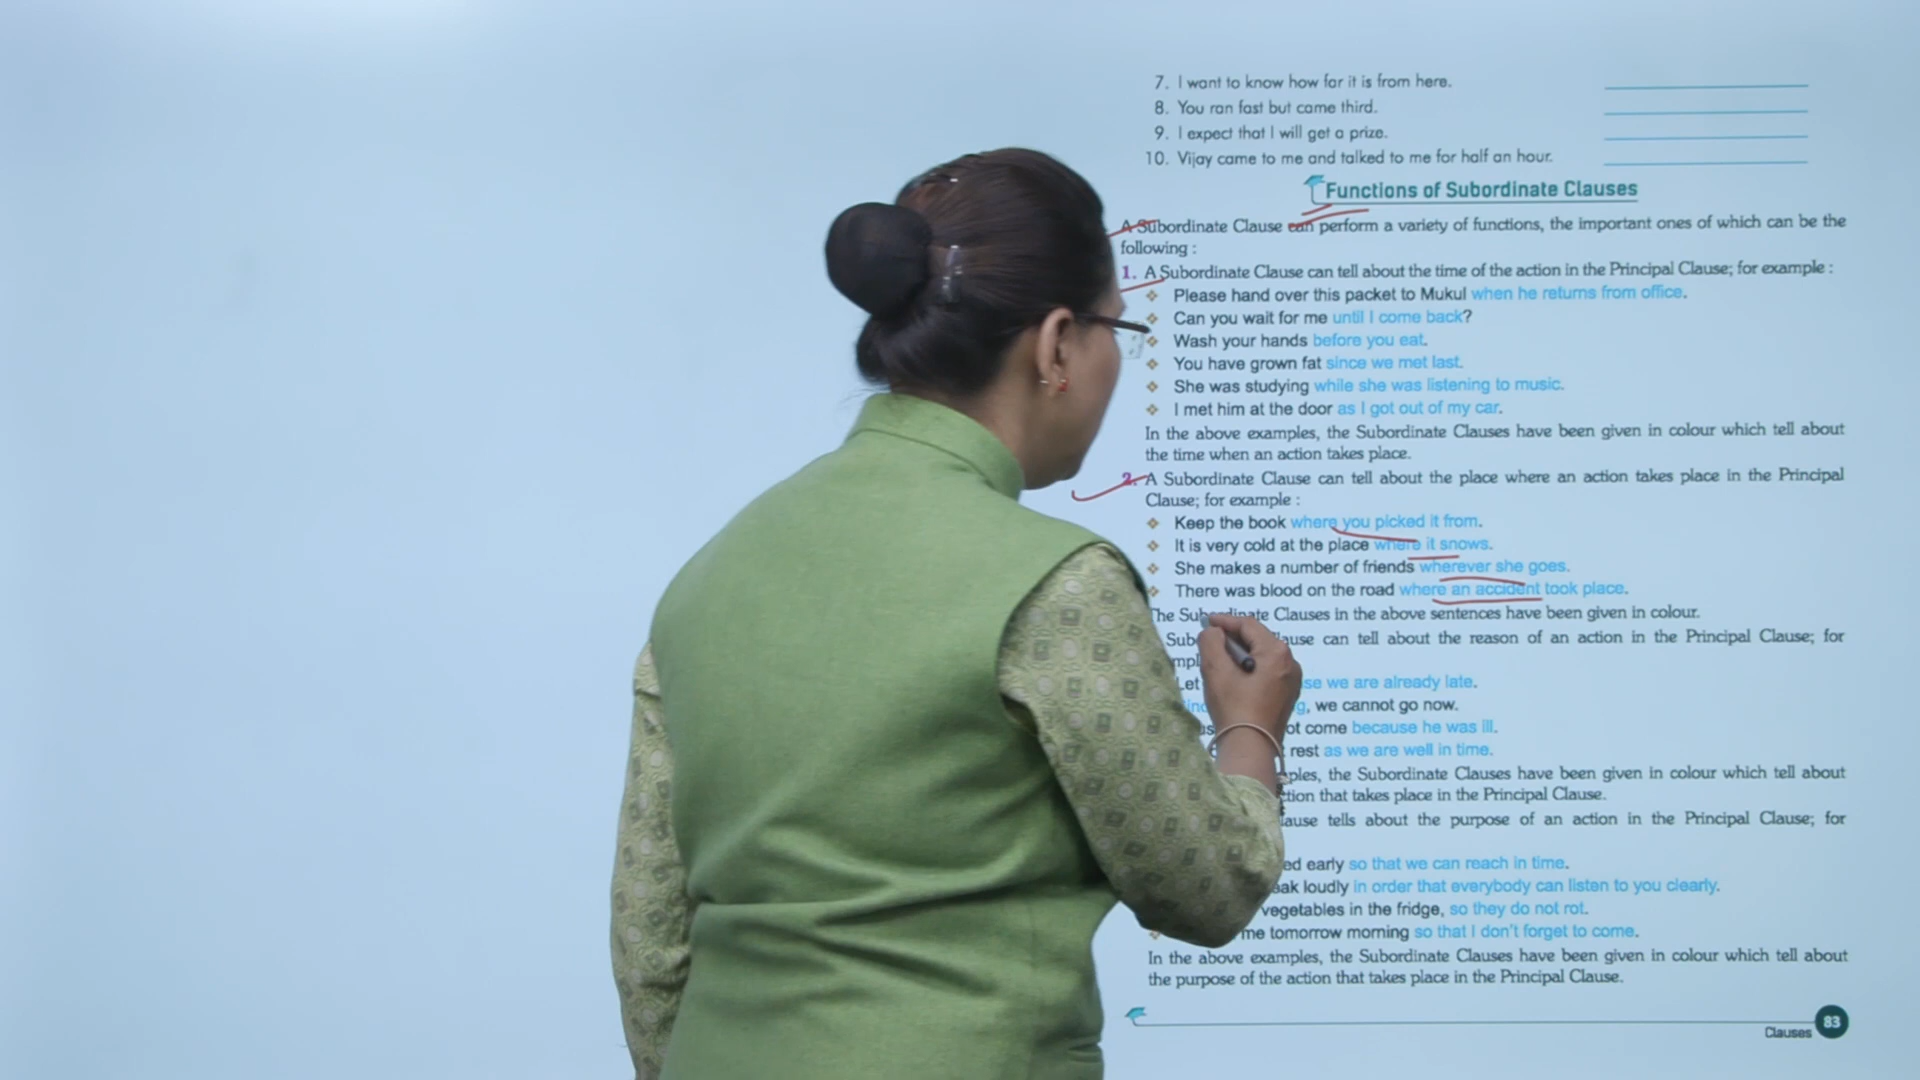 7. I want to know how far it is from here.
8. You ran fast but came third.
9. I expect that I will get a prize.
10. Vijay came to me and talked to me for half an hour.
Functions of Subordinate Clauses
A Subordinate Clause can perform a variety of functions, the important ones of which can be the
following :
1. A Subordinate Clause can tell about the time of the action in the Principal Clause; for example :
Please hand over this packet to Mukul when he returns from office.
Can you wait for me until I come back?
Wash your hands before you eat.
You have grown fat since we met last.
She was studying while she was listening to music.
I met him at the door as I got out of my car.
In the above examples, the Subordinate Clauses have been given in colour which tell about
the time when an action takes place.
2. A Subordinate Clause can tell about the place where an action takes place in the Principal
Clause; for example :
Keep the book where you picked it from.
It is very cold at the place where it snows.
She makes a number of friends wherever she goes.
There was blood on the road where an accident took place.
The Subordinate Clauses in the above sentences have been given in colour.
can tell about the reason of an action in the Principal Clause; for
Let we are already late.
, we cannot go now.
come because he was ill.
rest as we are well in time.
the Subordinate Clauses have been given in colour which tell about
that takes place in the Principal Clause.
tells about the purpose of an action in the Principal Clause; for
early so that we can reach in time.
loudly in order that everybody can listen to you clearly.
vegetables in the fridge, so they do not rot.
me tomorrow morning so that I don't forget to come.
In the above examples, the Subordinate Clauses have been given in colour which tell about
the purpose of the action that takes place in the Principal Clause.
Clauses 83